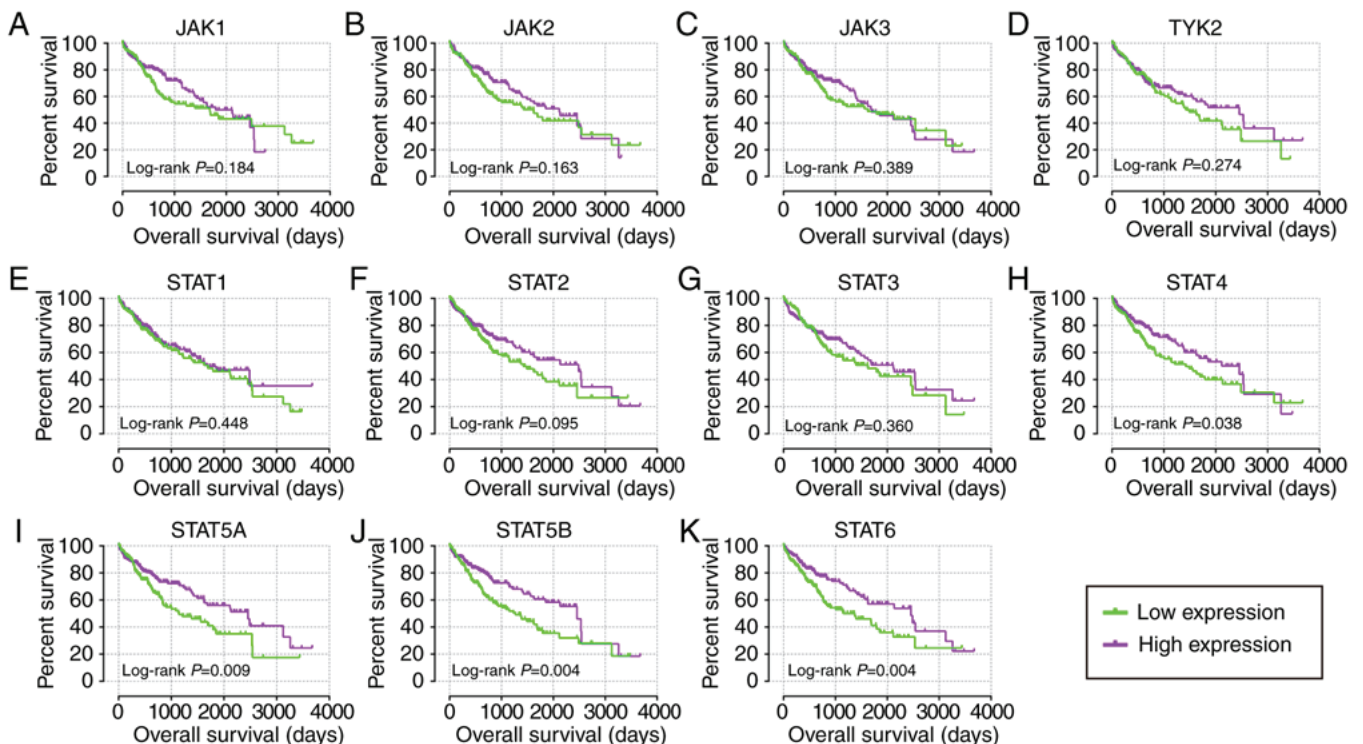 A JAK1
B JAK2
C JAK3
D TYK2
Percent survival
100
80
60
40
20
0
Log-rank P=0.184
0 1000 2000 3000 4000
Overall survival (days)
Percent survival
100
80
60
40
20
0
Log-rank P=0.163
0 1000 2000 3000 4000
Overall survival (days)
Percent survival
100
80
60
40
20
0
Log-rank P=0.389
0 1000 2000 3000 4000
Overall survival (days)
Percent survival
100
80
60
40
20
0
Log-rank P=0.274
0 1000 2000 3000 4000
Overall survival (days)
E STAT1
F STAT2
G STAT3
H STAT4
Percent survival
100
80
60
40
20
0
Log-rank P=0.448
0 1000 2000 3000 4000
Overall survival (days)
Percent survival
100
80
60
40
20
0
Log-rank P=0.095
0 1000 2000 3000 4000
Overall survival (days)
Percent survival
100
80
60
40
20
0
Log-rank P=0.360
0 1000 2000 3000 4000
Overall survival (days)
Percent survival
100
80
60
40
20
0
Log-rank P=0.038
0 1000 2000 3000 4000
Overall survival (days)
I STAT5A
J STAT5B
K STAT6
Percent survival
100
80
60
40
20
0
Log-rank P=0.009
0 1000 2000 3000 4000
Overall survival (days)
Percent survival
100
80
60
40
20
0
Log-rank P=0.004
0 1000 2000 3000 4000
Overall survival (days)
Percent survival
100
80
60
40
20
0
Log-rank P=0.004
0 1000 2000 3000 4000
Overall survival (days)
Low expression
High expression